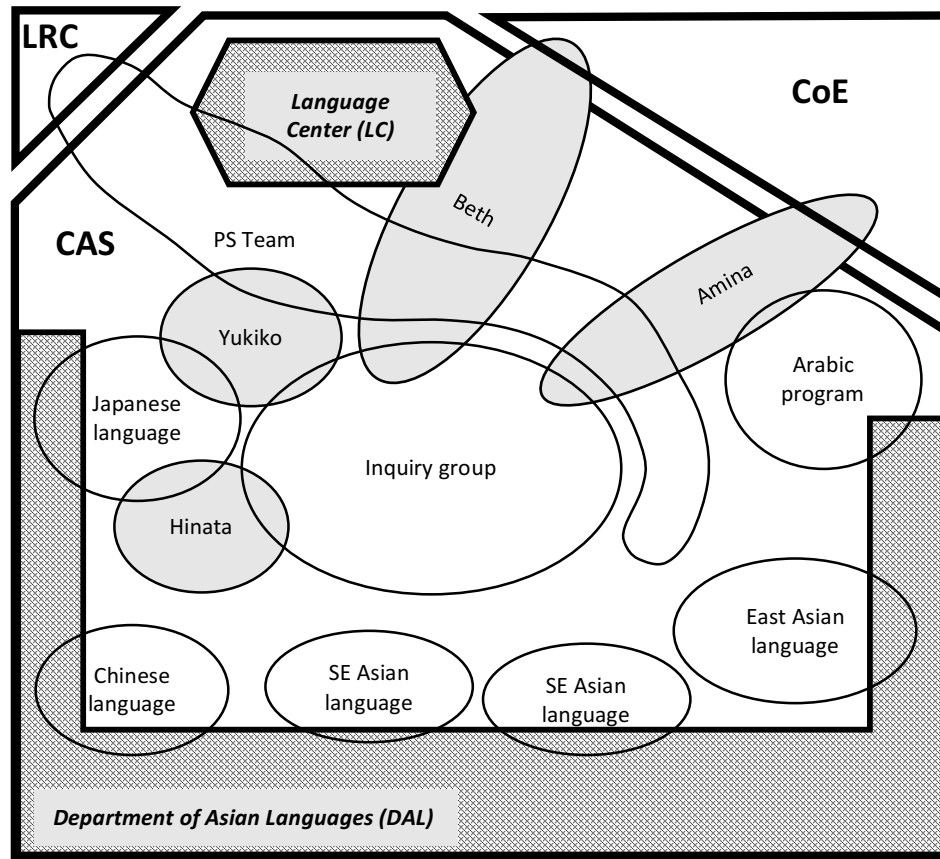 LRC
Language
Center (LC)
CoE
Beth
CAS
PS Team
Amina
Yukiko
Arabic
program
Japanese
language
Inquiry group
Hinata
East Asian
language
Chinese
language
SE Asian
language
SE Asian
language
Department of Asian Languages (DAL)